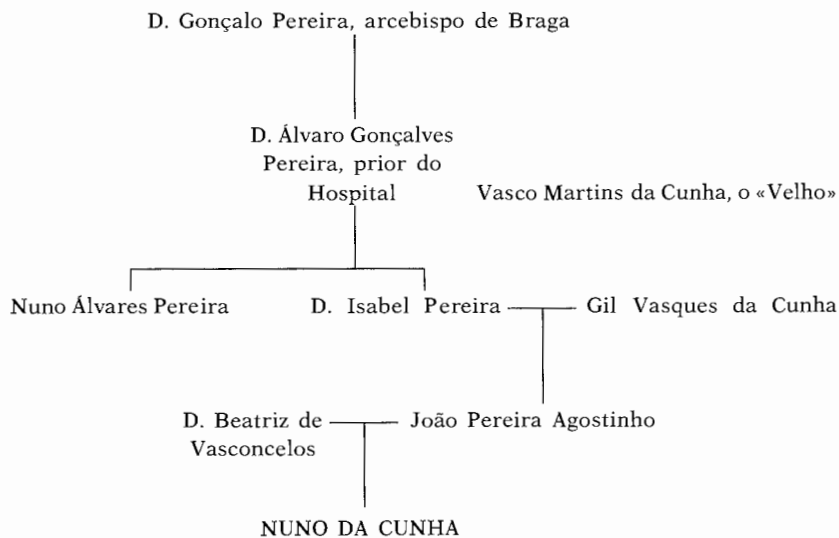 D. Gonçalo Pereira, arcebispo de Braga
D. Álvaro Gonçalves
Pereira, prior do
Hospital
Vasco Martins da Cunha, o «Velho»
Nuno Álvares Pereira
D. Isabel Pereira
Gil Vasques da Cunha
D. Beatriz de
Vasconcelos
João Pereira Agostinho
NUNO DA CUNHA